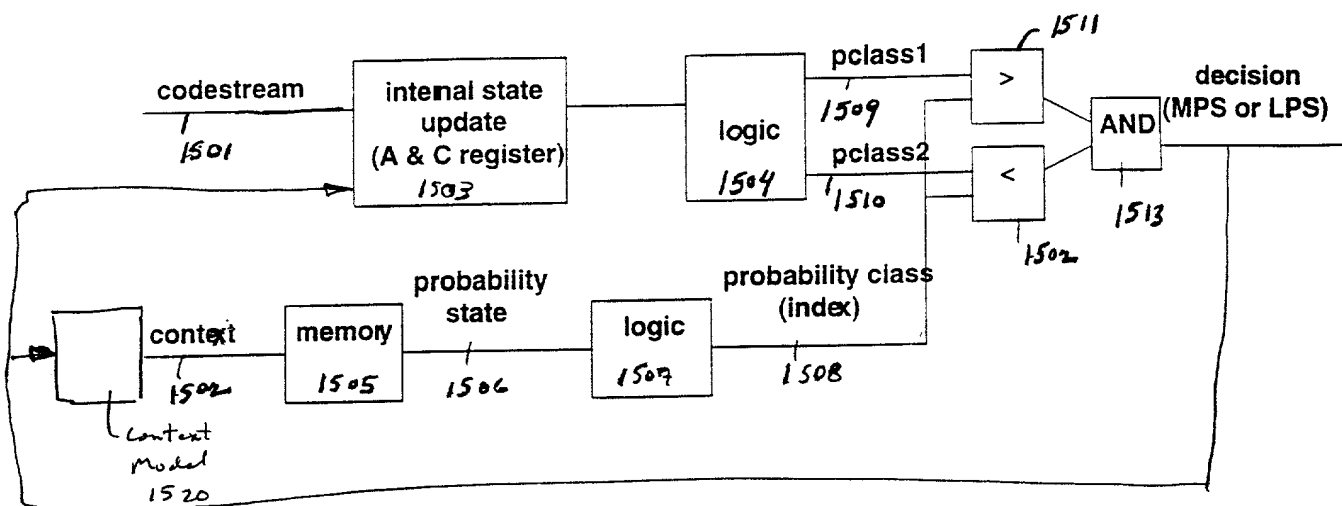 1511
pclass1
codestream
internal state
update
(A & C register)
1503
>
decision
(MPS or LPS)
1501
logic
1504
1509
AND
pclass2
<
1510
1513
1502
probability
state
probability class
(index)
context
memory
logic
1502
1505
1506
1507
1508
Context
Model
1520